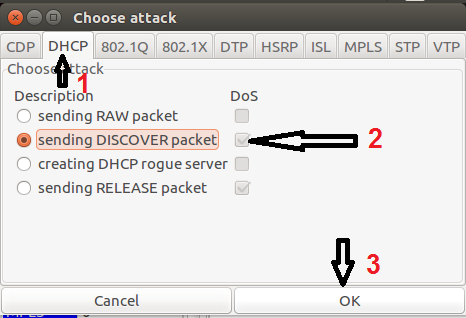 Choose attack
CDP DHCP 802.1Q 802.1X DTP HSRP ISL MPLS STP VTP
Choose attack
1
Description DoS
sending RAW packet
sending DISCOVER packet
2
creating DHCP rogue server
sending RELEASE packet
3
Cancel OK